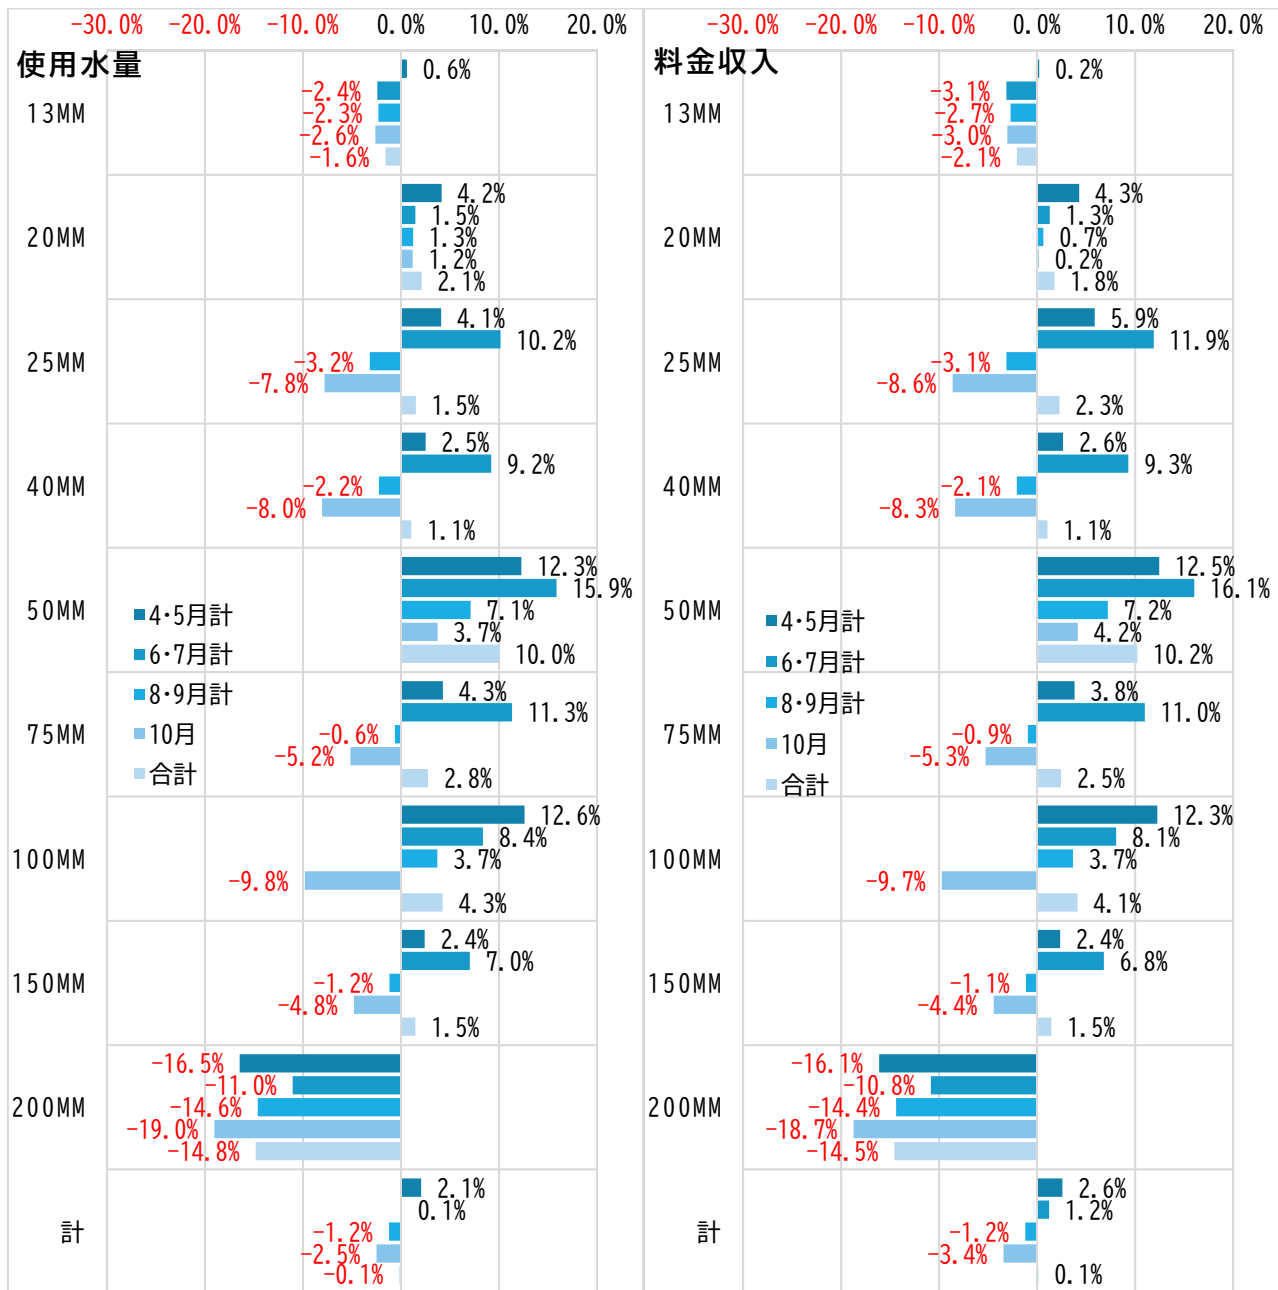 -30.0% -20.0% -10.0% 0.0% 10.0% 20.0%
使用水量
13MM
0.6%
-2.4%
-2.3%
-2.6%
-1.6%
20MM
4.2%
1.5%
1.3%
1.2%
2.1%
25MM
4.1%
10.2%
-3.2%
-7.8%
1.5%
40MM
2.5%
9.2%
-2.2%
-8.0%
1.1%
50MM
12.3%
15.9%
7.1%
3.7%
10.0%
75MM
4.3%
11.3%
-0.6%
-5.2%
2.8%
100MM
12.6%
8.4%
3.7%
-9.8%
4.3%
150MM
2.4%
7.0%
-1.2%
-4.8%
1.5%
200MM
-16.5%
-11.0%
-14.6%
-19.0%
-14.8%
計
2.1%
0.1%
-1.2%
-2.5%
-0.1%
4・5月計
6・7月計
8・9月計
10月
合計
-30.0% -20.0% -10.0% 0.0% 10.0% 20.0%
料金収入
13MM
0.2%
-3.1%
-2.7%
-3.0%
-2.1%
20MM
4.3%
1.3%
0.7%
0.2%
1.8%
25MM
5.9%
11.9%
-3.1%
-8.6%
2.3%
40MM
2.6%
9.3%
-2.1%
-8.3%
1.1%
50MM
12.5%
16.1%
7.2%
4.2%
10.2%
75MM
3.8%
11.0%
-0.9%
-5.3%
2.5%
100MM
12.3%
8.1%
3.7%
-9.7%
4.1%
150MM
2.4%
6.8%
-1.1%
-4.4%
1.5%
200MM
-16.1%
-10.8%
-14.4%
-18.7%
-14.5%
計
2.6%
1.2%
-1.2%
-3.4%
0.1%
4・5月計
6・7月計
8・9月計
10月
合計